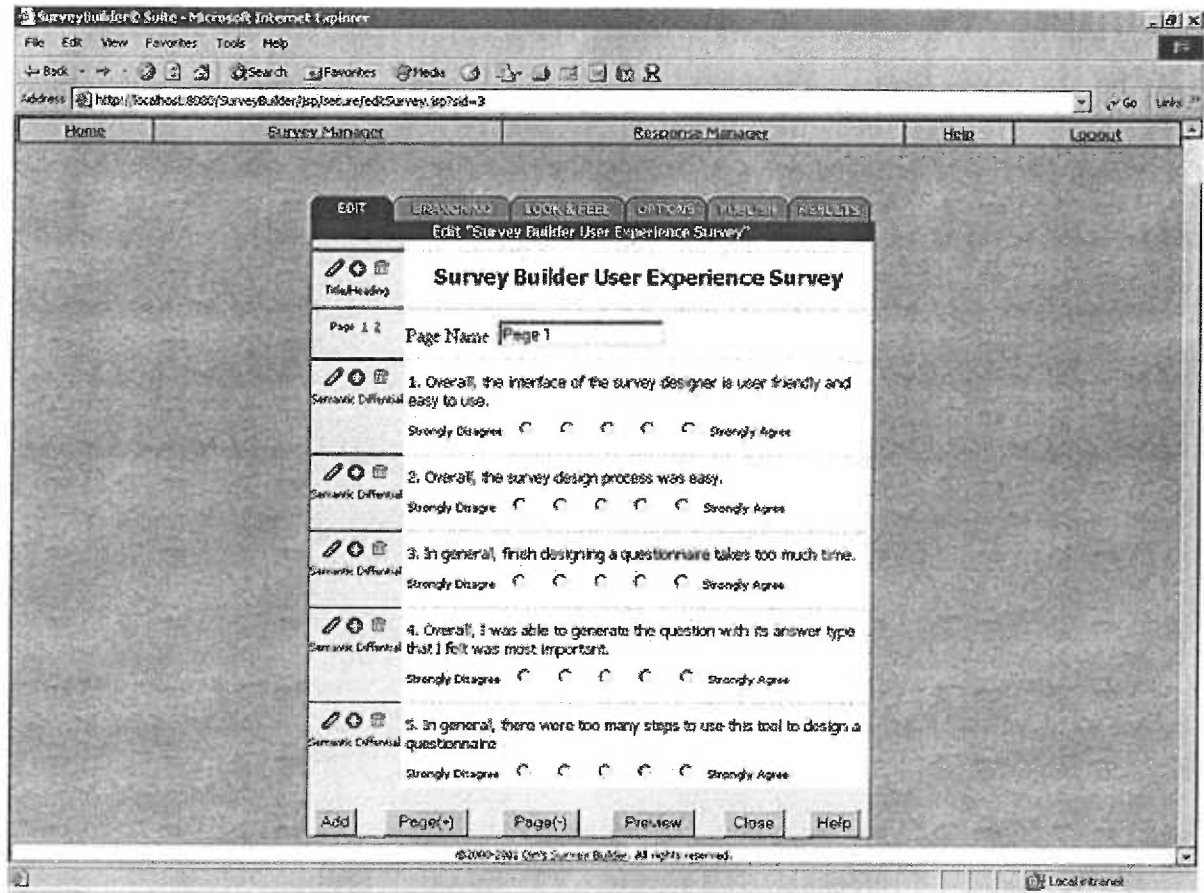 SurveyBuilder© Suite - Microsoft Internet Explorer
File Edit View Favorites Tools Help
Back Search Favorites Media
Address http://localhost:8080/SurveyBuilder/jsp/secure/editSurvey.jsp?sid=3 Go Links
Home Survey Manager Response Manager Help Logout
EDIT LOOK & FEEL OPTIONS RESULTS
Edit "Survey Builder User Experience Survey"
Title/Heading
Survey Builder User Experience Survey
Page 1 2
Page Name Page 1
1. Overall, the interface of the survey designer is user friendly and
Semantic Diffential easy to use.
Strongly Disagree Strongly Agree
2. Overall, the survey design process was easy.
Semantic Diffential
Strongly Disagree Strongly Agree
3. In general, finish designing a questionnaire takes too much time.
Semantic Diffential
Strongly Disagree Strongly Agree
4. Overall, I was able to generate the question with its answer type
Semantic Diffential that I felt was most important.
Strongly Disagree Strongly Agree
5. In general, there were too many steps to use this tool to design a
Semantic Diffential questionnaire
Strongly Disagree Strongly Agree
Add Page(+) Page(-) Preview Close Help
Survey Builder. All rights reserved.
Local intranet